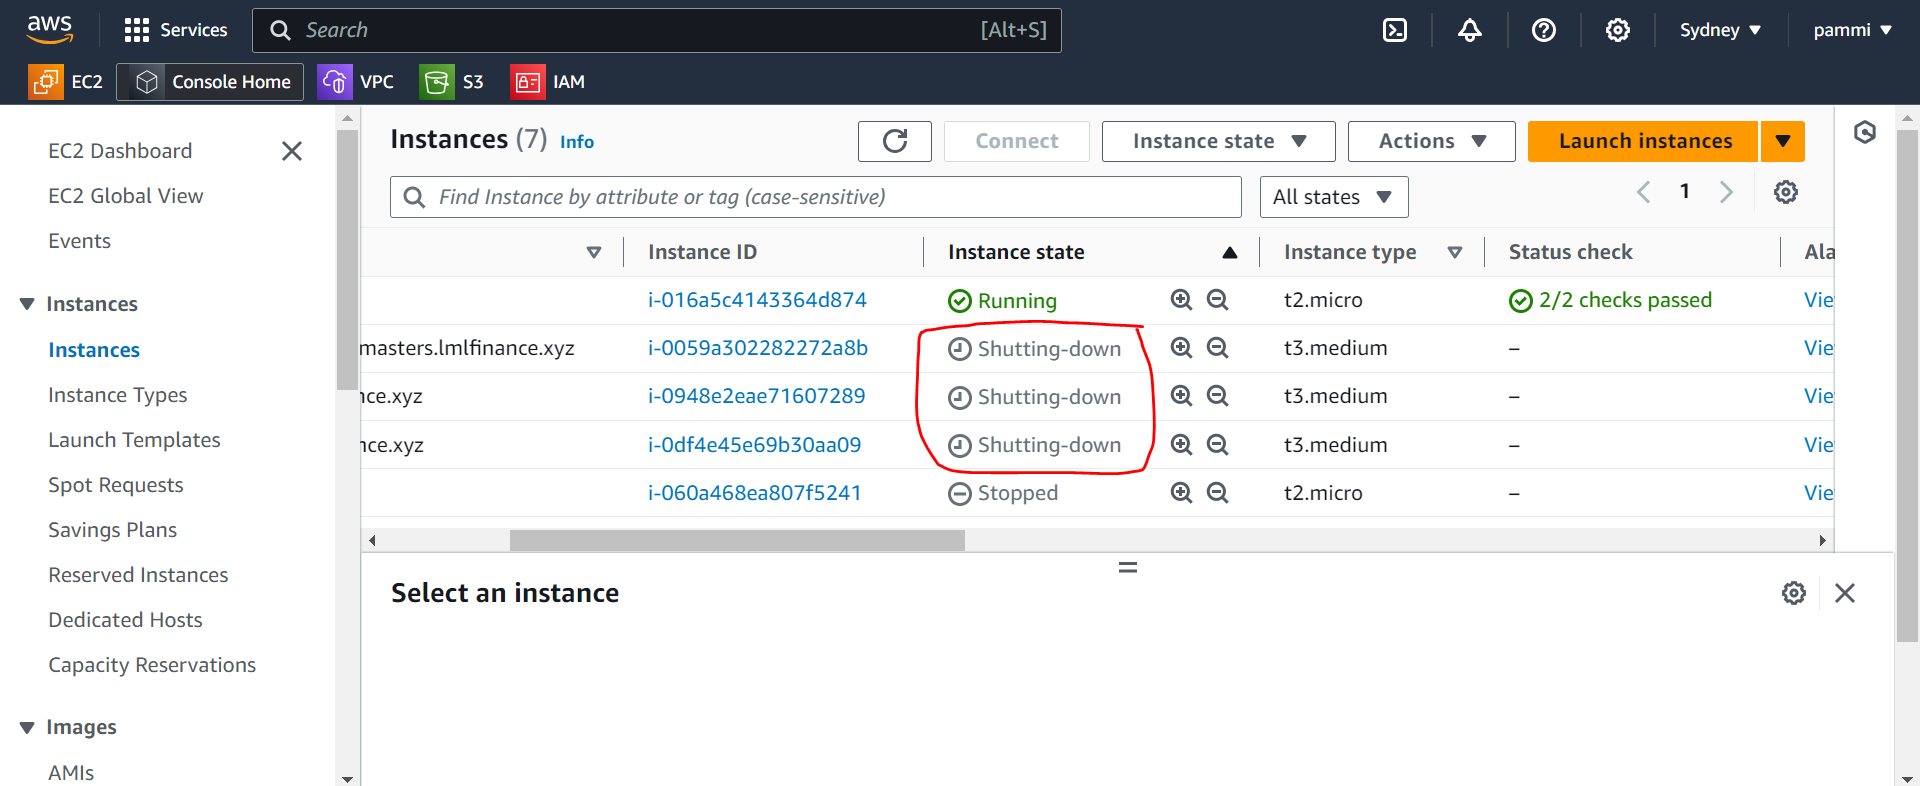 aws
Services
Search
[Alt+S]
Sydney
pammi
EC2
Console Home
VPC
S3
IAM
EC2 Dashboard
EC2 Global View
Events
Instances
Instances
Instance Types
Launch Templates
Spot Requests
Savings Plans
Reserved Instances
Dedicated Hosts
Capacity Reservations
Images
AMIs
Instances (7) Info
Connect
Instance state
Actions
Launch instances
Find Instance by attribute or tag (case-sensitive)
All states
1
Instance ID Instance state Instance type Status check Ala
i-016a5c4143364d874 Running t2.micro 2/2 checks passed Vie
masters.lmlfinance.xyz i-0059a302282272a8b Shutting-down t3.medium – Vie
nce.xyz i-0948e2eae71607289 Shutting-down t3.medium – Vie
nce.xyz i-0df4e45e69b30aa09 Shutting-down t3.medium – Vie
i-060a468ea807f5241 Stopped t2.micro – Vie
Select an instance